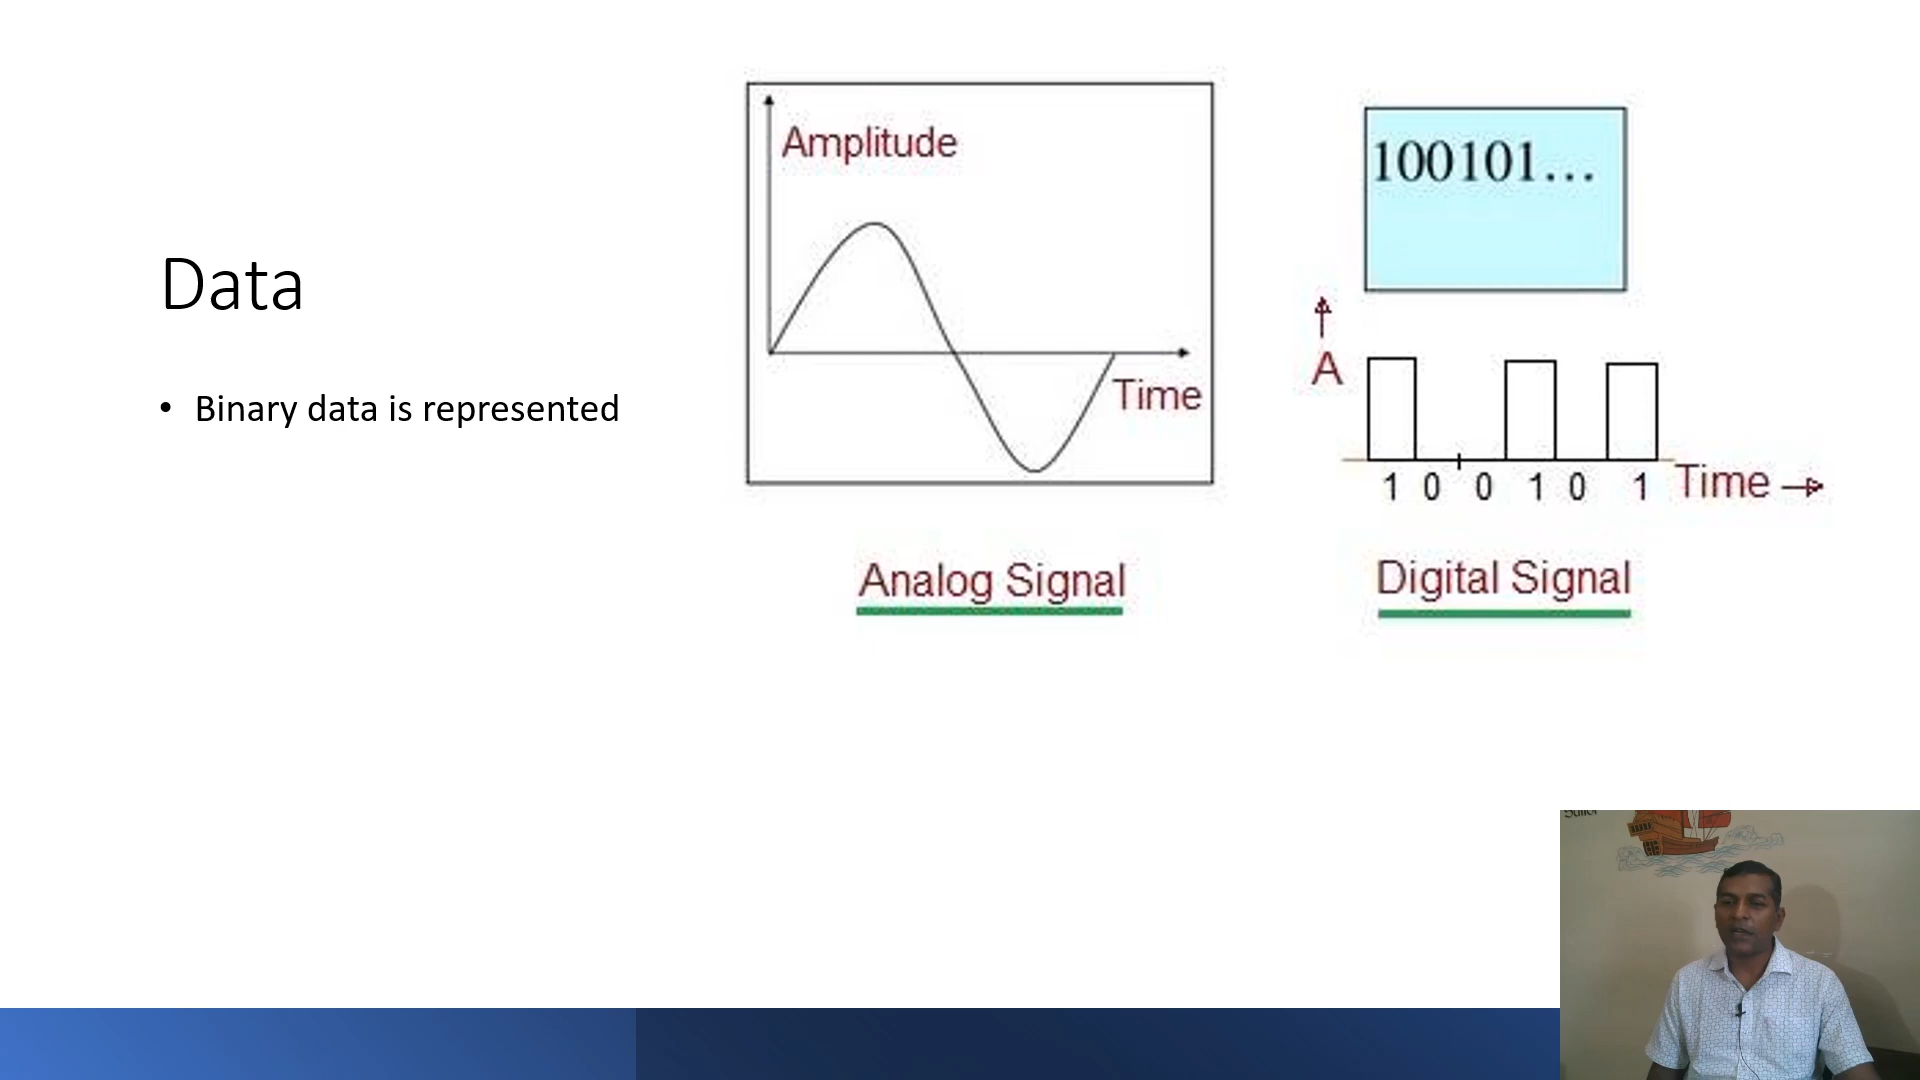 Data
• Binary data is represented
Amplitude
Time
Analog Signal
100101...
A
1 0 0 1 0 1
Time
Digital Signal